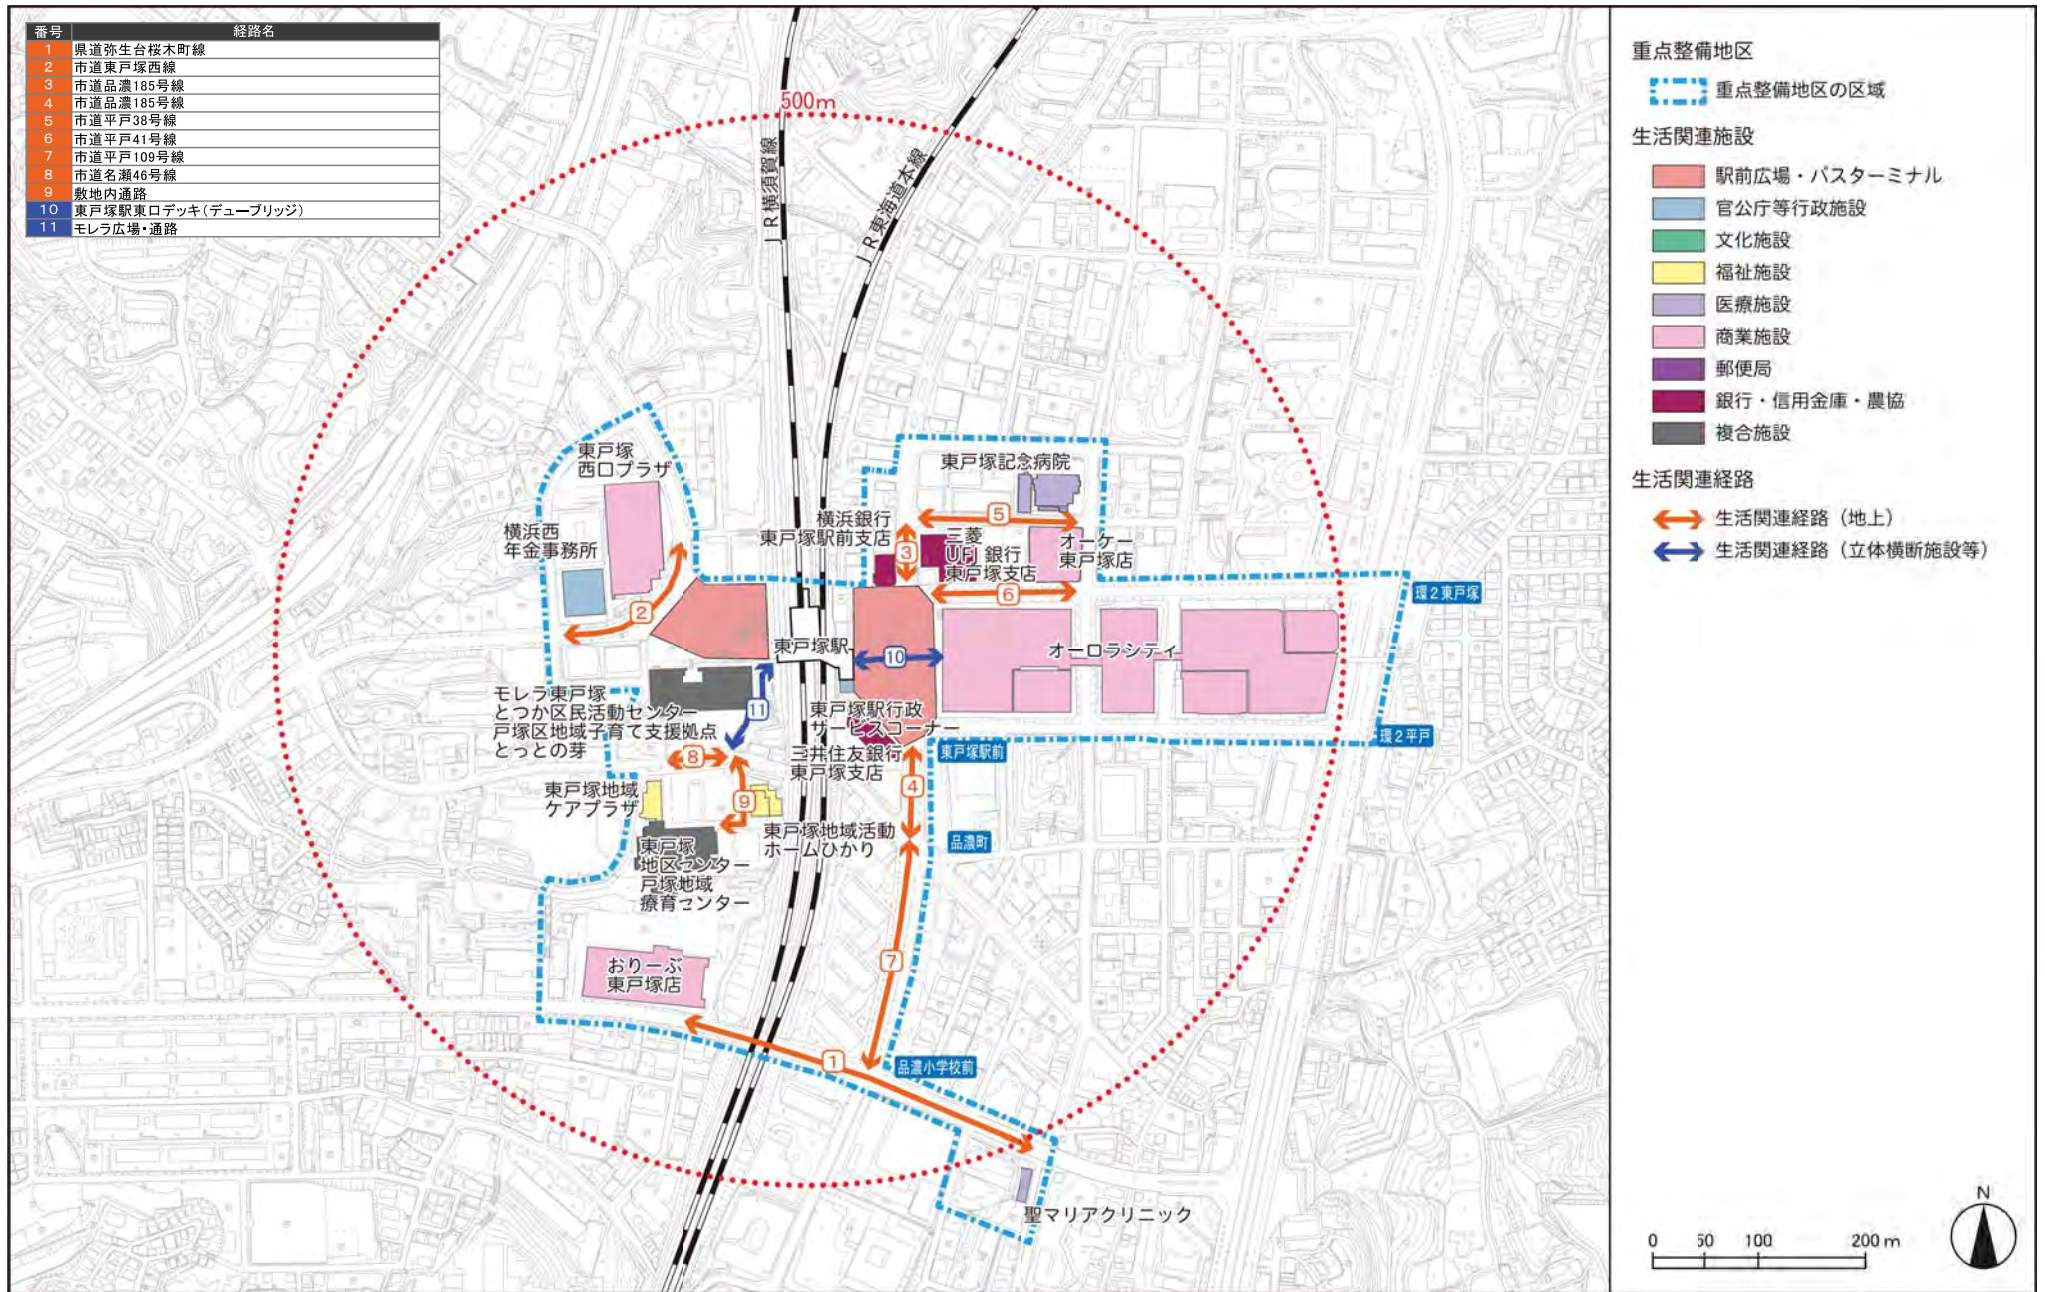 番号 経路名
1 県道弥生台桜木町線
2 市道東戸塚西線
3 市道品濃185号線
4 市道品濃185号線
5 市道平戸38号線
6 市道平戸41号線
7 市道平戸109号線
8 市道名瀬46号線
9 敷地内通路
10 東戸塚駅東口デッキ(デューブリッジ)
11 モレラ広場・通路
500m
JR横須賀線
JR東海道本線
東戸塚
西口プラザ
横浜西
年金事務所
東戸塚記念病院
横浜銀行
東戸塚駅前支店
三菱
UFJ 銀行
東戸塚支店
オーケー
東戸塚店
5
3
6
2
環2東戸塚
東戸塚駅
10
オーロラシティ
モレラ東戸塚
とつか区民活動センター
戸塚区地域子育て支援拠点
とっとの芽
11
東戸塚駅行政
サービスコーナー
三井住友銀行
東戸塚支店
東戸塚駅前
環2平戸
8
4
東戸塚地域
ケアプラザ
9
東戸塚地域活動
ホームひかり
品濃町
東戸塚
地区センター
戸塚地域
療育センター
おりーぶ
東戸塚店
7
1
品濃小学校前
聖マリアクリニック
重点整備地区
重点整備地区の区域
生活関連施設
駅前広場・バスターミナル
官公庁等行政施設
文化施設
福祉施設
医療施設
商業施設
郵便局
銀行・信用金庫・農協
複合施設
生活関連経路
生活関連経路（地上）
生活関連経路（立体横断施設等）
N
0 50 100 200 m